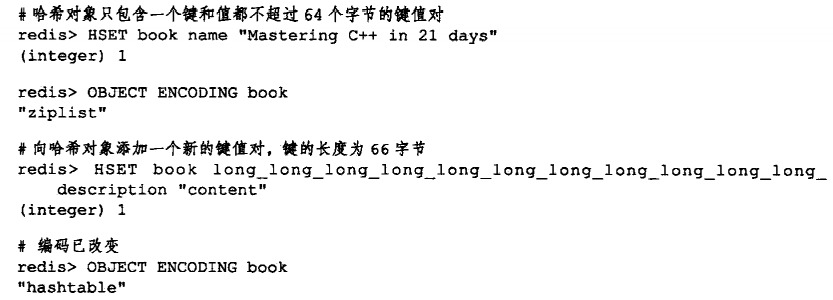 # 哈希对象只包含一个键和值都不超过 64 个字节的键值对
redis> HSET book name "Mastering C++ in 21 days"
(integer) 1
redis> OBJECT ENCODING book
"ziplist"
# 向哈希对象添加一个新的键值对，键的长度为 66 字节
redis> HSET book long_long_long_long_long_long_long_long_long_long_long_
description "content"
(integer) 1
# 编码已改变
redis> OBJECT ENCODING book
"hashtable"